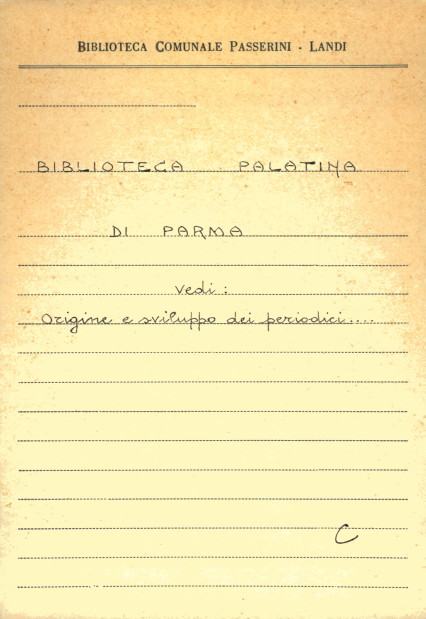 BIBLIOTECA COMUNALE PASSERINI - LANDI
BIBLIOTECA PALATINA
DI PARMA
Vedi :
Origine e sviluppo dei periodici....
C